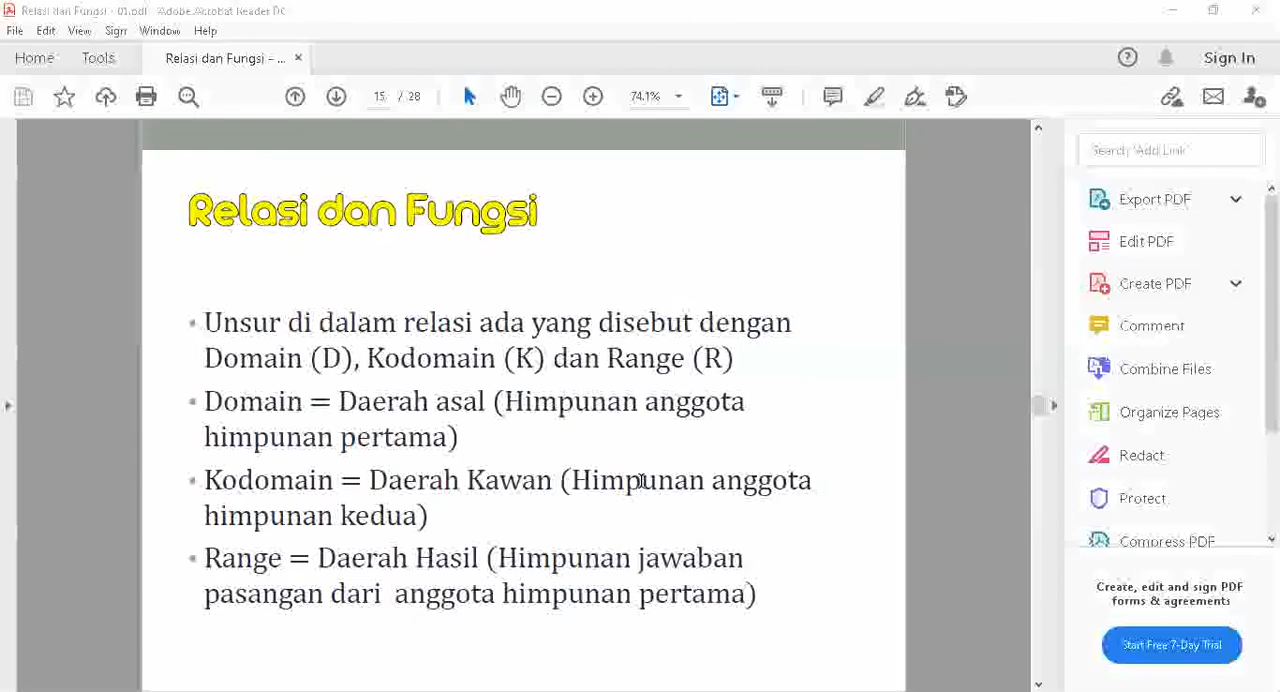 Relasi dan Fungsi - 01.pdf - Adobe Acrobat Reader DC
File Edit View Sign Window Help
Home Tools Relasi dan Fungsi - ... × Sign In
15 / 28 74.1%
Search 'Add Link'
Export PDF
Edit PDF
Create PDF
Comment
Combine Files
Organize Pages
Redact
Protect
Compress PDF
Create, edit and sign PDF
forms & agreements
Start Free 7-Day Trial
Relasi dan Fungsi
• Unsur di dalam relasi ada yang disebut dengan
Domain (D), Kodomain (K) dan Range (R)
• Domain = Daerah asal (Himpunan anggota
himpunan pertama)
• Kodomain = Daerah Kawan (Himpunan anggota
himpunan kedua)
• Range = Daerah Hasil (Himpunan jawaban
pasangan dari anggota himpunan pertama)